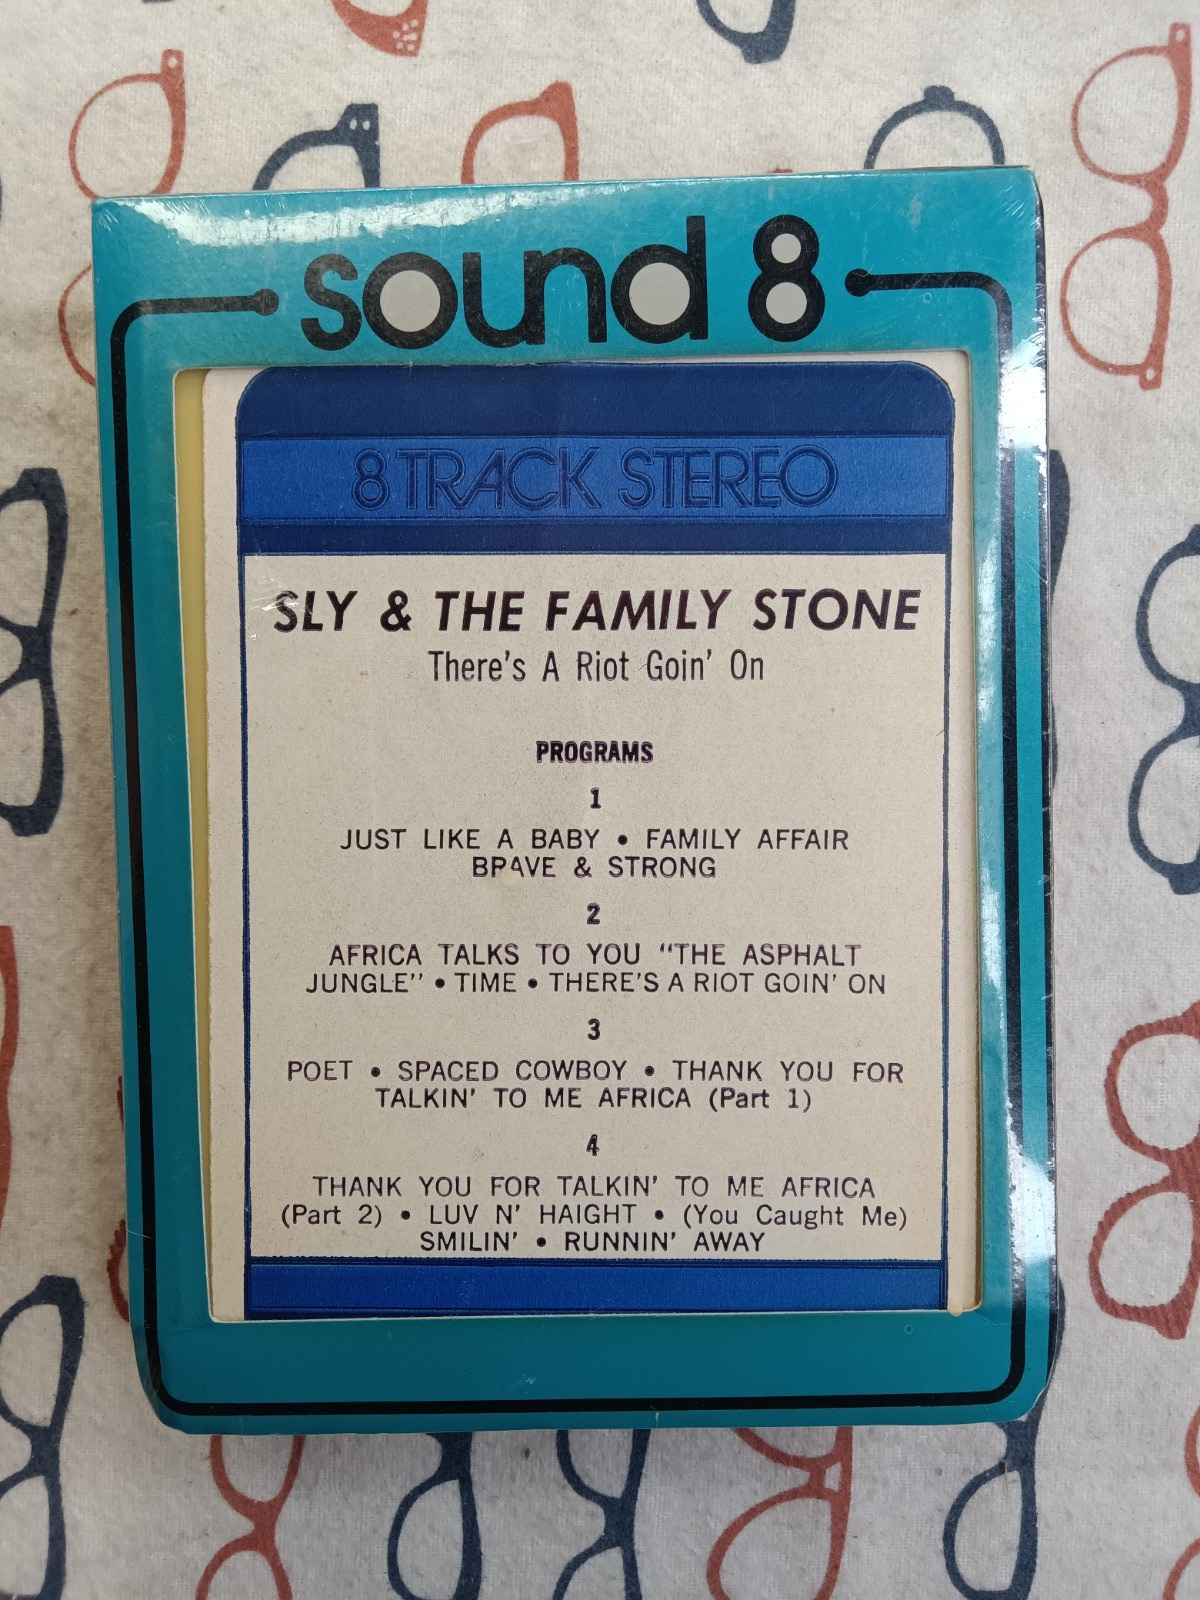 sound 8
8 TRACK STEREO
SLY & THE FAMILY STONE
There's A Riot Goin' On
PROGRAMS
1
JUST LIKE A BABY • FAMILY AFFAIR
BRAVE & STRONG
2
AFRICA TALKS TO YOU "THE ASPHALT
JUNGLE" • TIME • THERE'S A RIOT GOIN' ON
3
POET • SPACED COWBOY • THANK YOU FOR
TALKIN' TO ME AFRICA (Part 1)
4
THANK YOU FOR TALKIN' TO ME AFRICA
(Part 2) • LUV N' HAIGHT • (You Caught Me)
SMILIN' • RUNNIN' AWAY